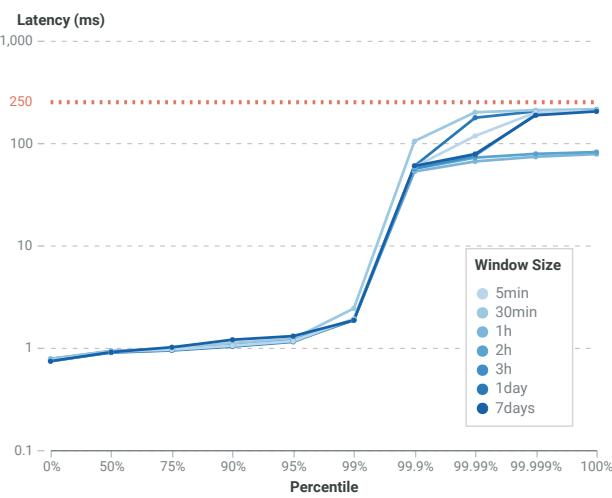 Latency (ms)
1,000
250
100
10
1
0.1
Window Size
5min
30min
1h
2h
3h
1day
7days
0% 50% 75% 90% 95% 99% 99.9% 99.99% 99.999% 100%
Percentile